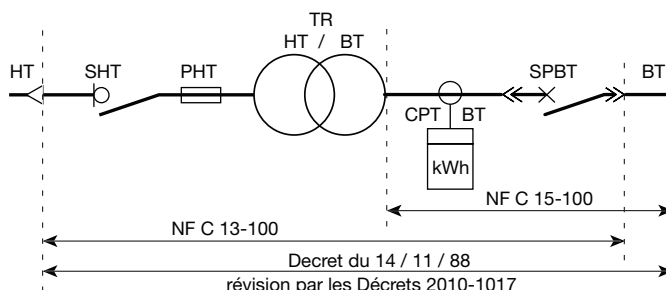 TR
HT / BT
HT
SHT
PHT
SPBT
BT
CPT BT
kWh
NF C 15-100
NF C 13-100
Decret du 14 / 11 / 88
révision par les Décrets 2010-1017